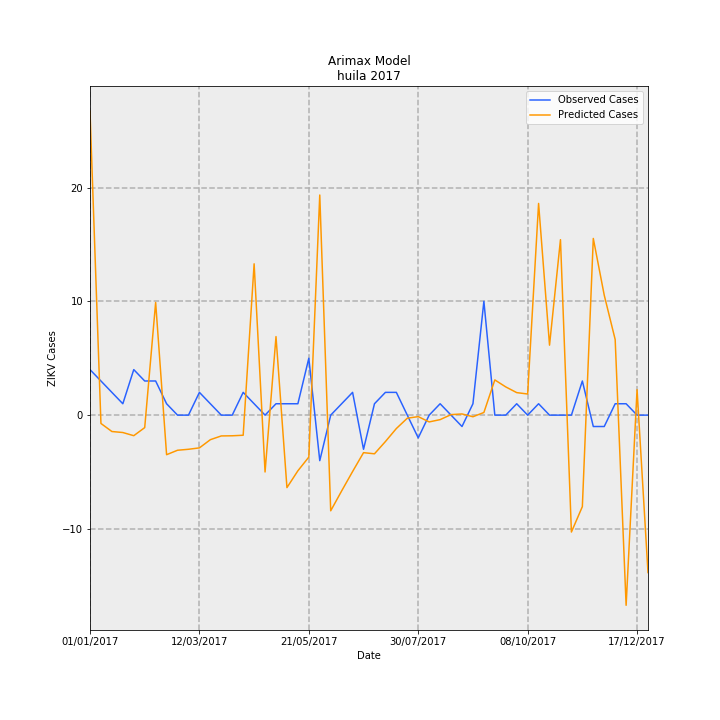 Arimax Model
huila 2017
Observed Cases
Predicted Cases
ZIKV Cases
20
10
0
−10
01/01/2017 12/03/2017 21/05/2017 30/07/2017 08/10/2017 17/12/2017
Date